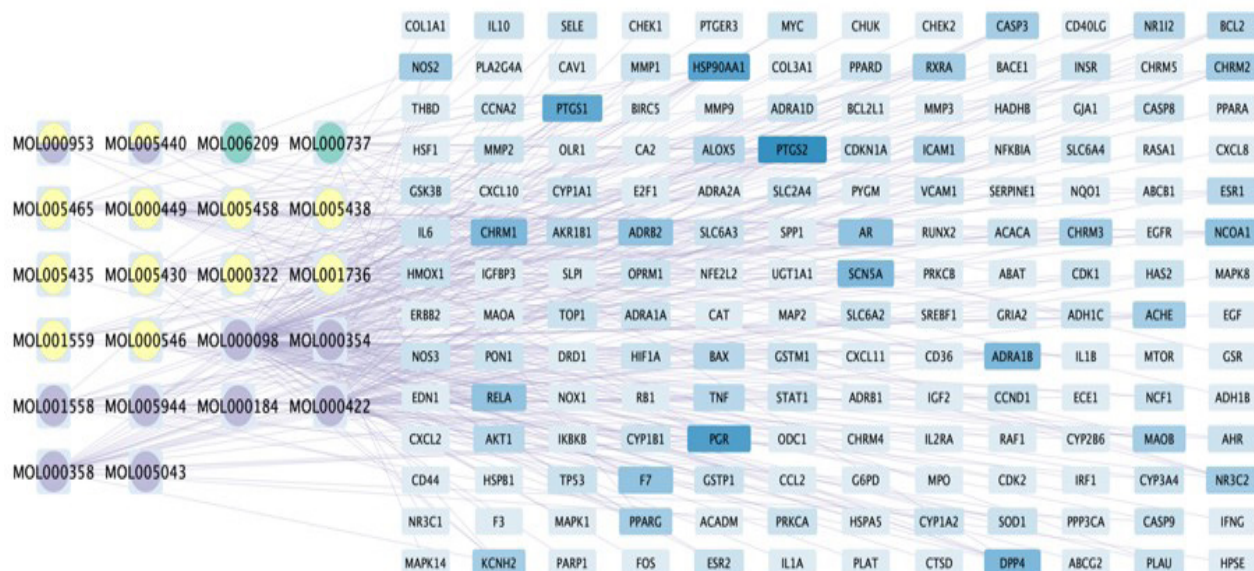 COL1A1 IL10 SELE CHEK1 PTGER3 MYC CHUK CHEK2 CASP3 CD40LG NR1I2 BCL2
NOS2 PLA2G4A CAV1 MMP1 HSP90AA1 COL3A1 PPARD RXRA BACE1 INSR CHRM5 CHRM2
THBD CCNA2 PTGS1 BIRC5 MMP9 ADRA1D BCL2L1 MMP3 HADHB GJA1 CASP8 PPARA
MOL000953 MOL005440 MOL006209 MOL000737
HSF1 MMP2 OLR1 CA2 ALOX5 PTGS2 CDKN1A ICAM1 NFKBIA SLC6A4 RASA1 CXCL8
GSK3B CXCL10 CYP1A1 E2F1 ADRA2A SLC2A4 PYGM VCAM1 SERPINE1 NQO1 ABCB1 ESR1
MOL005465 MOL000449 MOL005458 MOL005438
IL6 CHRM1 AKR1B1 ADRB2 SLC6A3 SPP1 AR RUNX2 ACACA CHRM3 EGFR NCOA1
MOL005435 MOL005430 MOL000322 MOL001736
HMOX1 IGFBP3 SLPI OPRM1 NFE2L2 UGT1A1 SCN5A PRKCB ABAT CDK1 HAS2 MAPK8
ERBB2 MAOA TOP1 ADRA1A CAT MAP2 SLC6A2 SREBF1 GRIA2 ADH1C ACHE EGF
MOL001559 MOL000546 MOL000098 MOL000354
NOS3 PON1 DRD1 HIF1A BAX GSTM1 CXCL11 CD36 ADRA1B IL1B MTOR GSR
EDN1 RELA NOX1 RB1 TNF STAT1 ADRB1 IGF2 CCND1 ECE1 NCF1 ADH1B
MOL001558 MOL005944 MOL000184 MOL000422
CXCL2 AKT1 IKBKB CYP1B1 PGR ODC1 CHRM4 IL2RA RAF1 CYP2B6 MAOB AHR
MOL000358 MOL005043
CD44 HSPB1 TP53 F7 GSTP1 CCL2 G6PD MPO CDK2 IRF1 CYP3A4 NR3C2
NR3C1 F3 MAPK1 PPARG ACADM PRKCA HSPA5 CYP1A2 SOD1 PPP3CA CASP9 IFNG
MAPK14 KCNH2 PARP1 FOS ESR2 IL1A PLAT CTSD DPP4 ABCG2 PLAU HPSE